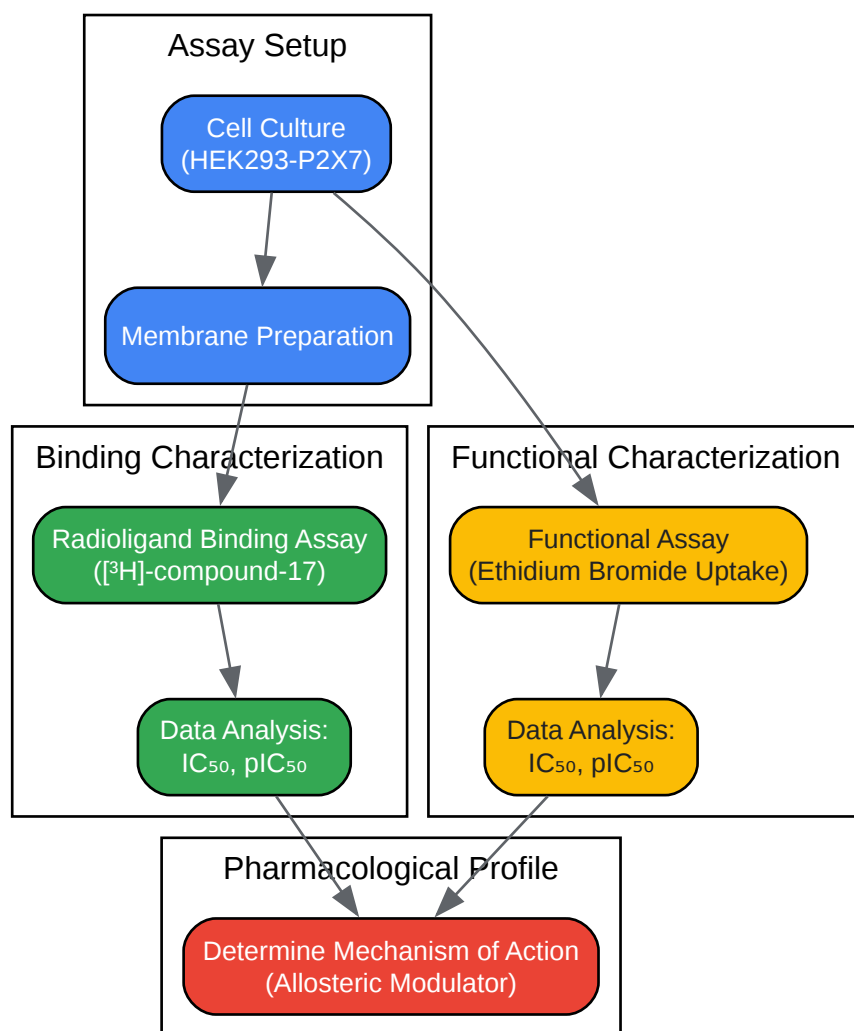 Assay Setup
Cell Culture
(HEK293-P2X7)
Membrane Preparation
Binding Characterization
Radioligand Binding Assay
([³H]-compound-17)
Data Analysis:
IC₅₀, pIC₅₀
Functional Characterization
Functional Assay
(Ethidium Bromide Uptake)
Data Analysis:
IC₅₀, pIC₅₀
Pharmacological Profile
Determine Mechanism of Action
(Allosteric Modulator)